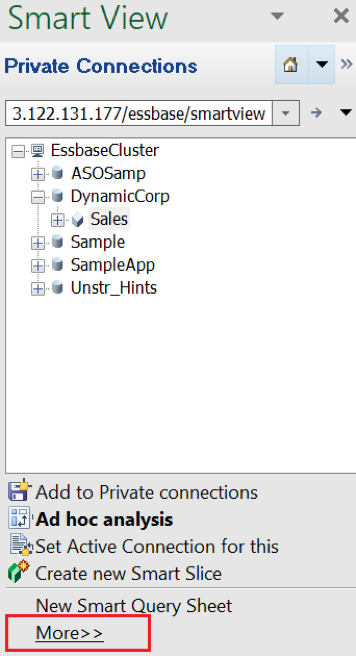 Smart View
Private Connections
3.122.131.177/essbase/smartview
EssbaseCluster
ASOSamp
DynamicCorp
Sales
Sample
SampleApp
Unstr_Hints
Add to Private connections
Ad hoc analysis
Set Active Connection for this
Create new Smart Slice
New Smart Query Sheet
More>>